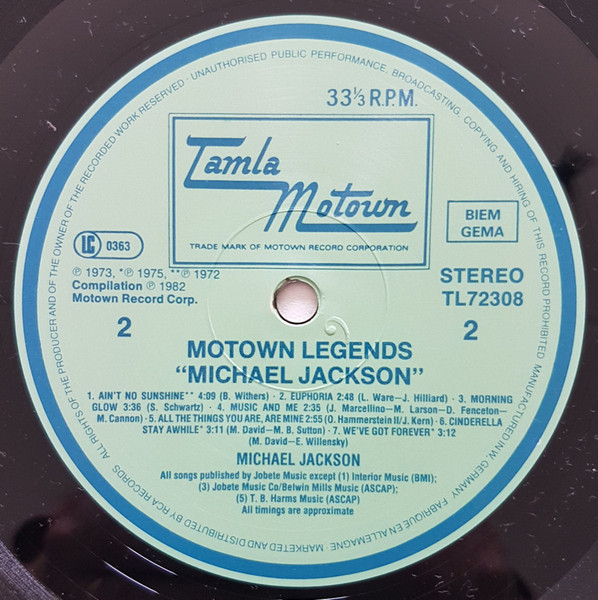 ALL RIGHTS OF THE PRODUCER AND OF THE OWNER OF THE RECORDED WORK RESERVED · UNAUTHORISED PUBLIC PERFORMANCE, BROADCASTING, COPYING AND HIRING OF THIS RECORD PROHIBITED · MANUFACTURED IN W. GERMANY · FABRIQUE EN ALLEMAGNE · MARKETED AND DISTRIBUTED BY RCA RECORDS
33⅓ R.P.M.
Tamla
Motown
TRADE MARK OF MOTOWN RECORD CORPORATION
BIEM
GEMA
LC 0363
℗ 1973, *℗ 1975, **℗ 1972
Compilation ℗ 1982
Motown Record Corp.
STEREO
TL72308
2
2
MOTOWN LEGENDS
"MICHAEL JACKSON"
1. AIN'T NO SUNSHINE** 4:09 (B. Withers) · 2. EUPHORIA 2:48 (L. Ware–J. Hilliard) · 3. MORNING
GLOW 3:36 (S. Schwartz) · 4. MUSIC AND ME 2:35 (J. Marcellino–M. Larson–D. Fenceton–
M. Cannon) · 5. ALL THE THINGS YOU ARE, ARE MINE 2:55 (O. Hammerstein II/J. Kern) · 6. CINDERELLA
STAY AWHILE* 3:11 (M. David–M. B. Sutton) · 7. WE'VE GOT FOREVER* 3:12
(M. David–E. Willensky)
MICHAEL JACKSON
All songs published by Jobete Music except (1) Interior Music (BMI);
(3) Jobete Music Co/Belwin Mills Music (ASCAP);
(5) T. B. Harms Music (ASCAP)
All timings are approximate